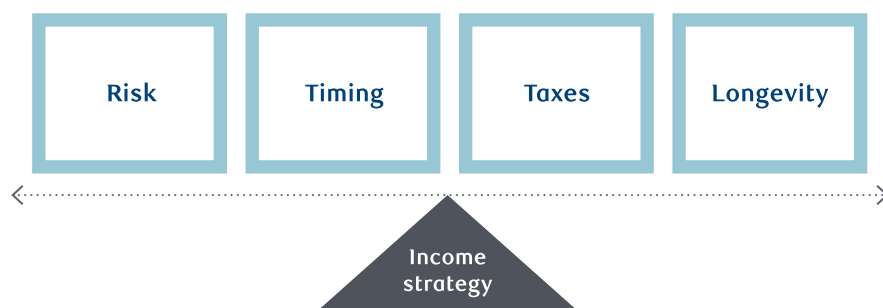 Risk
Timing
Taxes
Longevity
Income
strategy